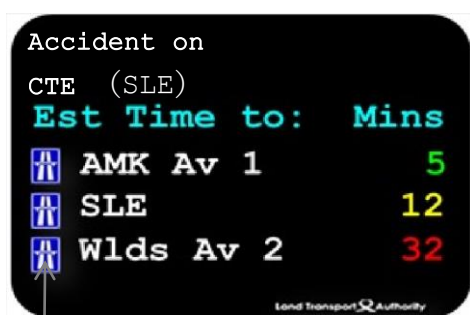 Accident on
CTE (SLE)
Est Time to: Mins
AMK Av 1 5
SLE 12
Wlds Av 2 32
Land Transport Authority